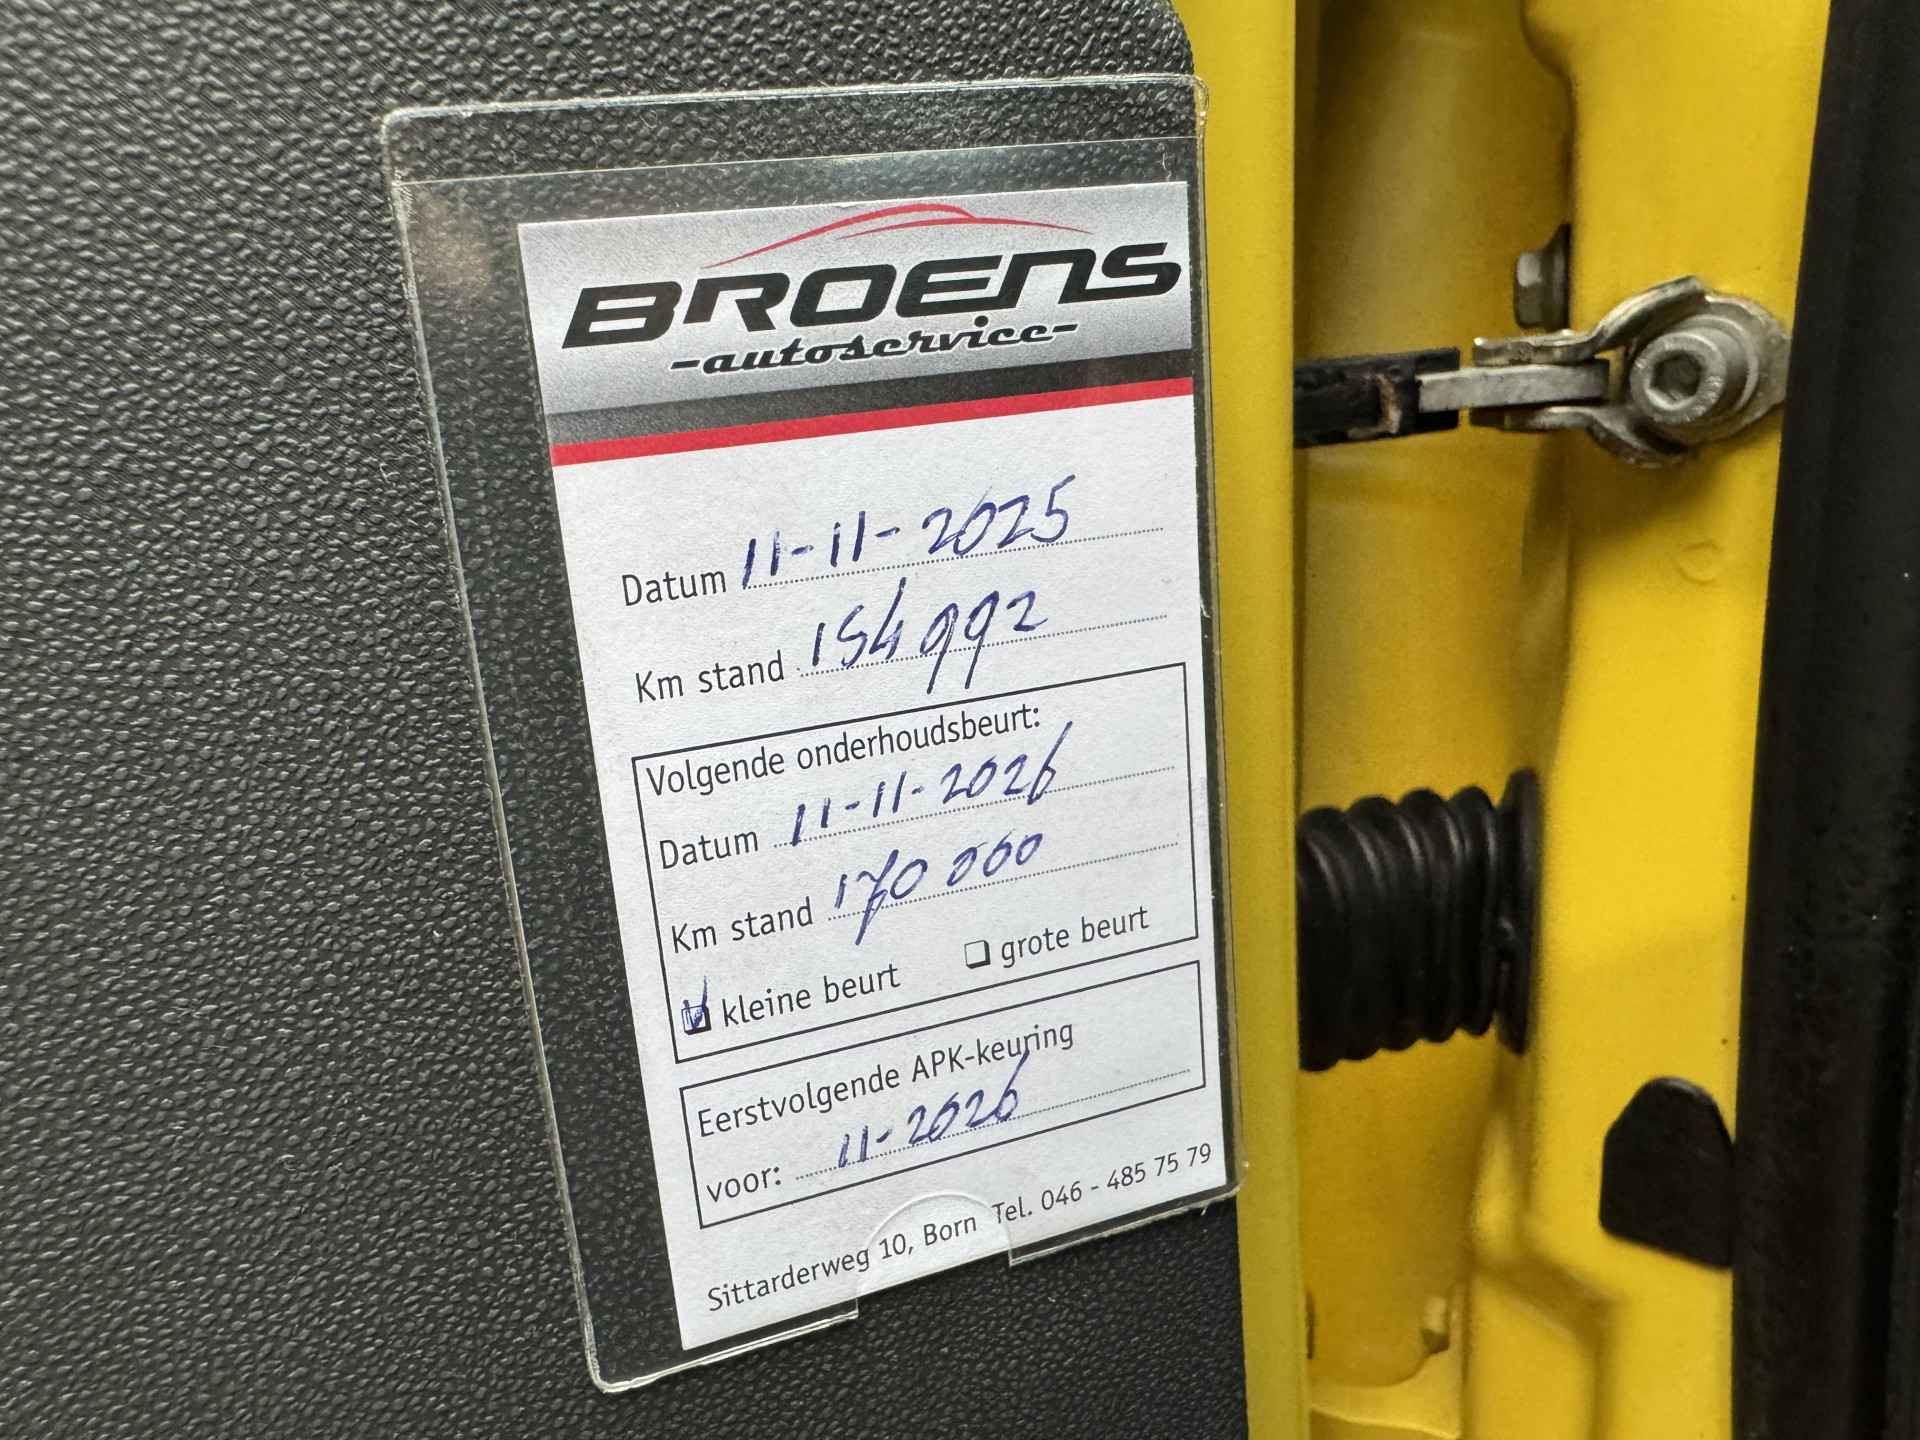 BROENS
-autoservice-
Datum 11-11-2025
Km stand 154992
Volgende onderhoudsbeurt:
Datum 11-11-2026
Km stand 170 000
kleine beurt grote beurt
Eerstvolgende APK-keuring
voor: 11-2026
Sittarderweg 10, Born Tel. 046 - 485 75 79